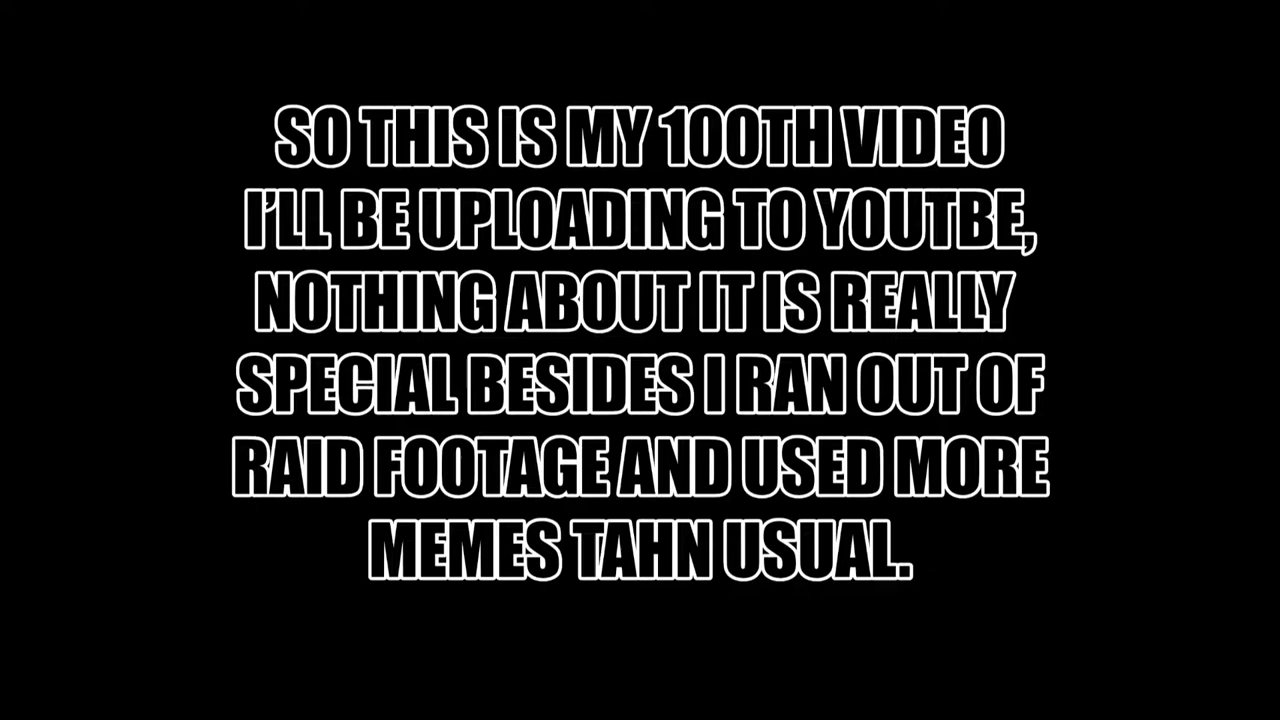 SO THIS IS MY 100TH VIDEO
I'LL BE UPLOADING TO YOUTBE,
NOTHING ABOUT IT IS REALLY
SPECIAL BESIDES I RAN OUT OF
RAID FOOTAGE AND USED MORE
MEMES TAHN USUAL.